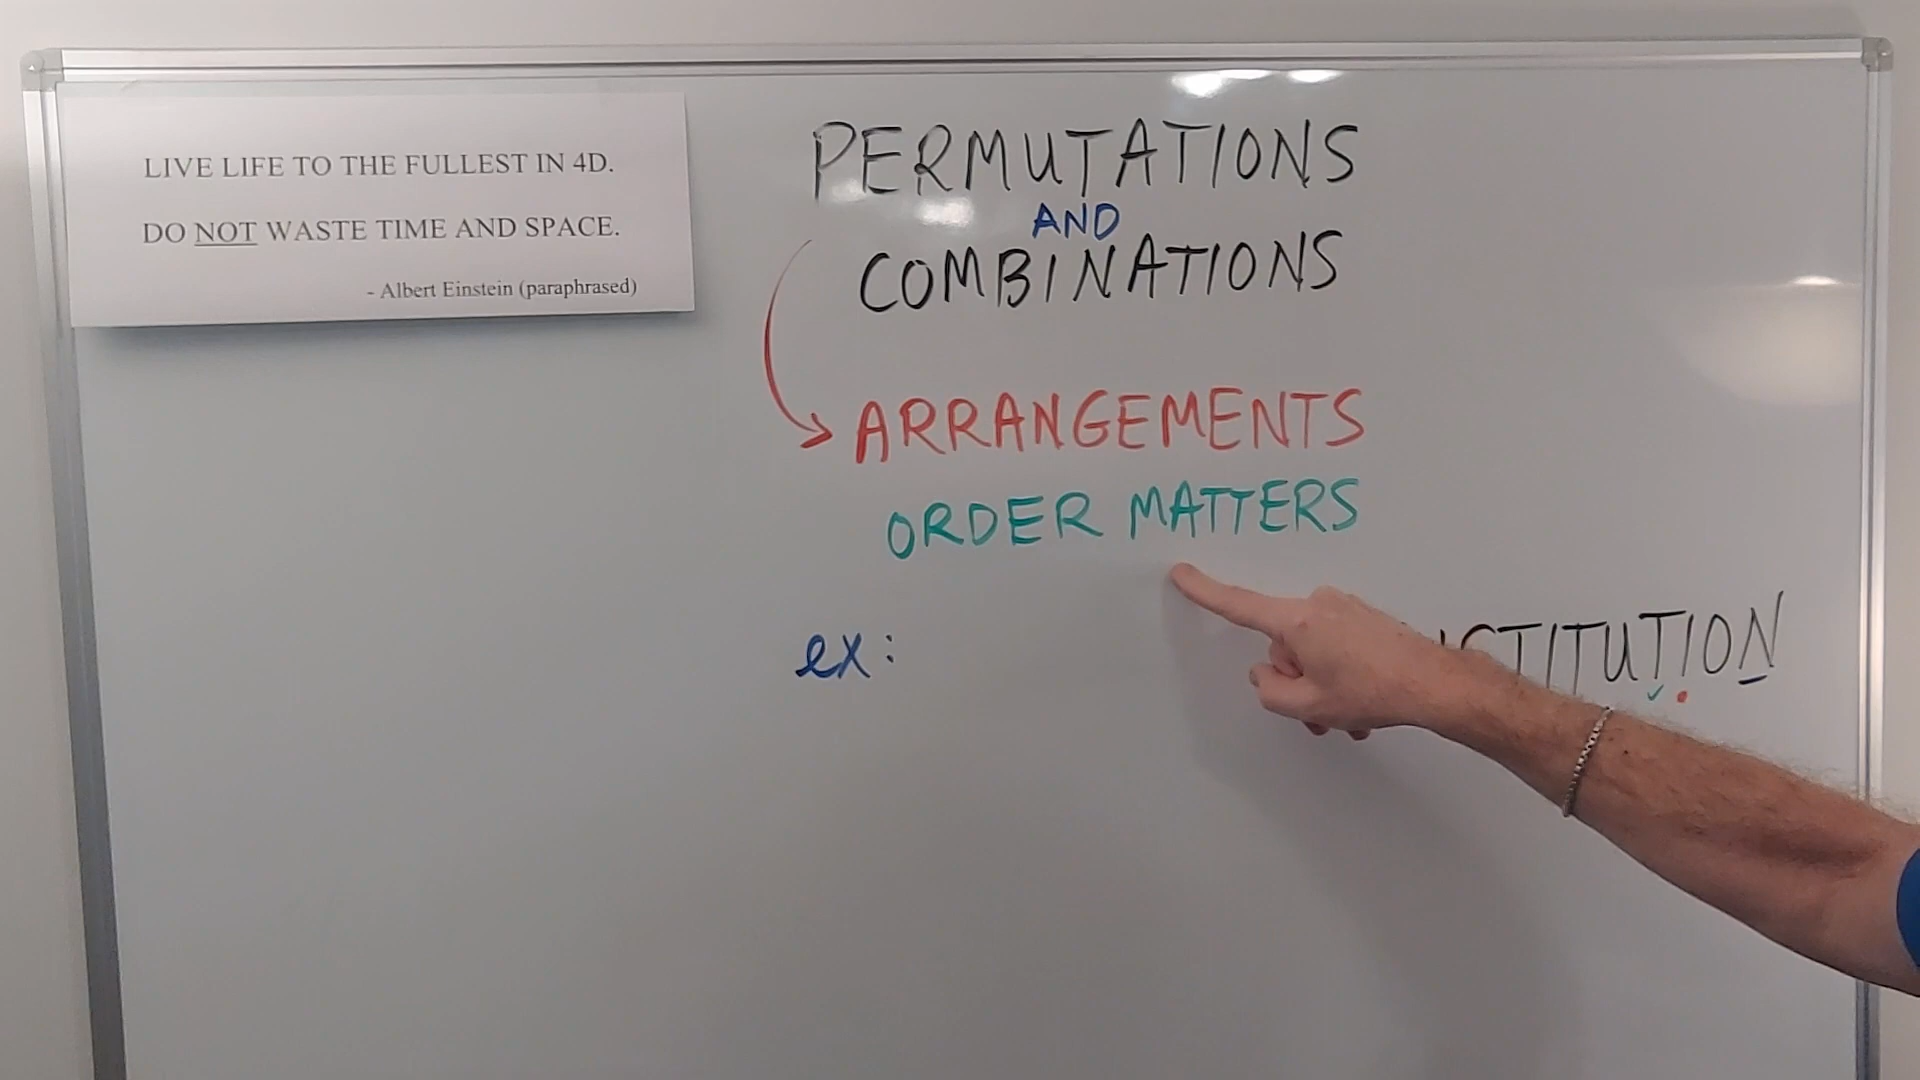 LIVE LIFE TO THE FULLEST IN 4D.
DO NOT WASTE TIME AND SPACE.
- Albert Einstein (paraphrased)
PERMUTATIONS
AND
COMBINATIONS
ARRANGEMENTS
ORDER MATTERS
ex: